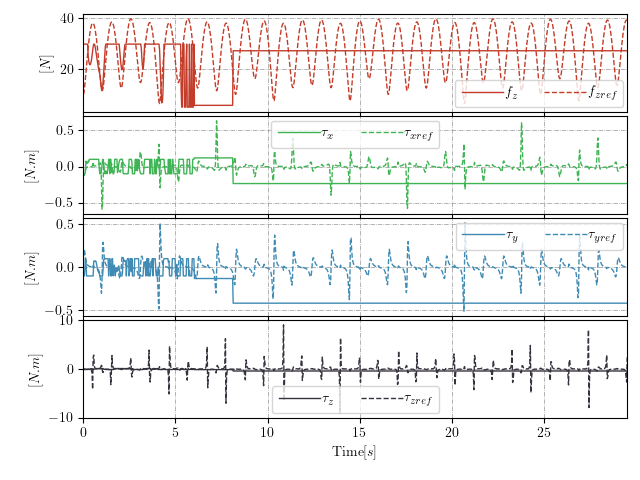 40
20
[N]
f_z f_zref
0.5
0.0
−0.5
[N.m]
τ_x τ_xref
0.5
0.0
−0.5
[N.m]
τ_y τ_yref
10
0
−10
[N.m]
τ_z τ_zref
0 5 10 15 20 25
Time[s]